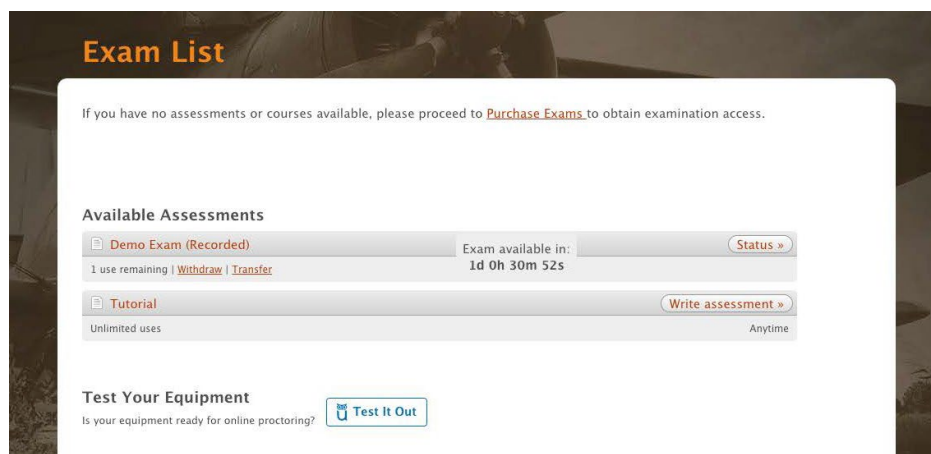 Exam List
If you have no assessments or courses available, please proceed to Purchase Exams to obtain examination access.
Available Assessments
Demo Exam (Recorded)
Exam available in:
Status »
1 use remaining | Withdraw | Transfer
1d 0h 30m 52s
Tutorial
Write assessment »
Unlimited uses
Anytime
Test Your Equipment
Is your equipment ready for online proctoring?
Test It Out